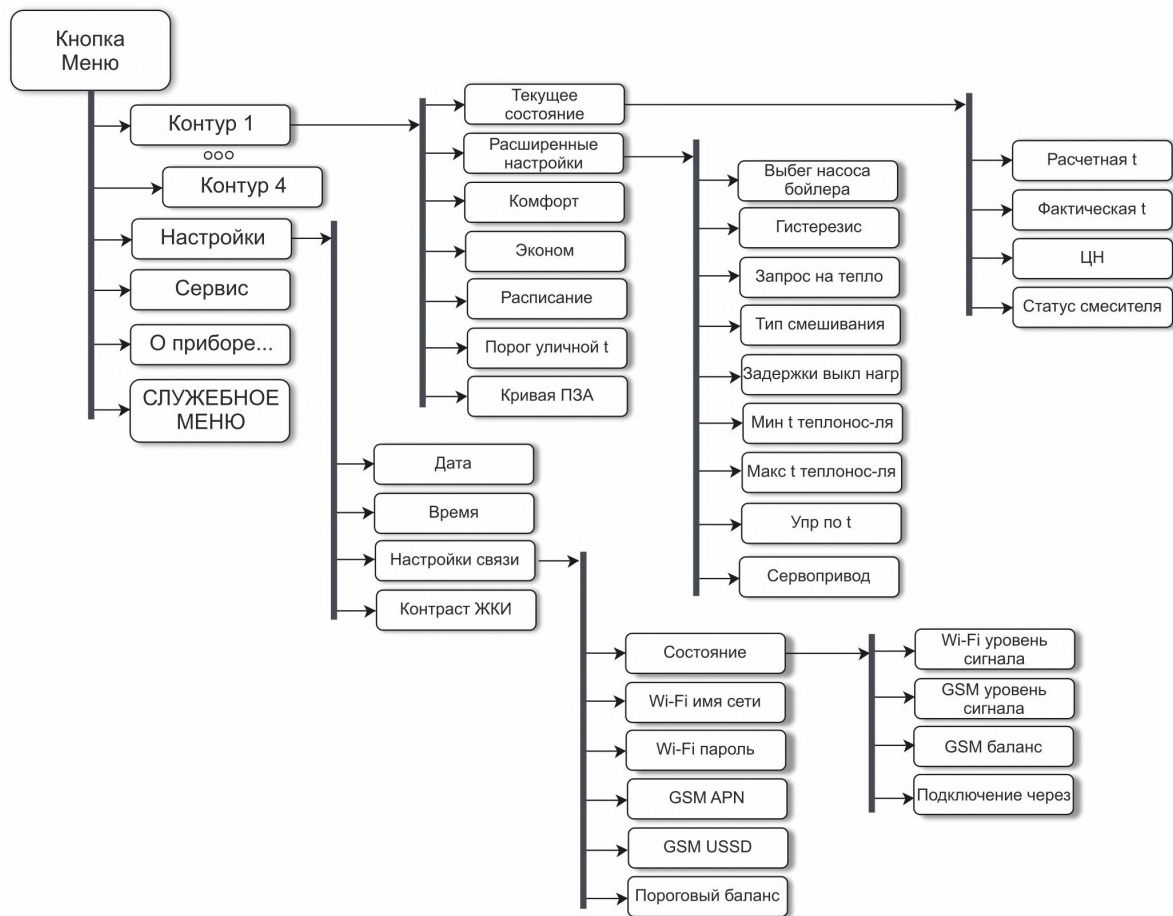 Кнопка
Меню
Контур 1
ооо
Контур 4
Настройки
Сервис
О приборе...
СЛУЖЕБНОЕ
МЕНЮ
Текущее
состояние
Расширенные
настройки
Комфорт
Эконом
Расписание
Порог уличной t
Кривая ПЗА
Расчетная t
Фактическая t
ЦН
Статус смесителя
Выбег насоса
бойлера
Гистерезис
Запрос на тепло
Тип смешивания
Задержки выкл нагр
Мин t теплонос-ля
Макс t теплонос-ля
Упр по t
Сервопривод
Дата
Время
Настройки связи
Контраст ЖКИ
Состояние
Wi-Fi имя сети
Wi-Fi пароль
GSM APN
GSM USSD
Пороговый баланс
Wi-Fi уровень
сигнала
GSM уровень
сигнала
GSM баланс
Подключение через